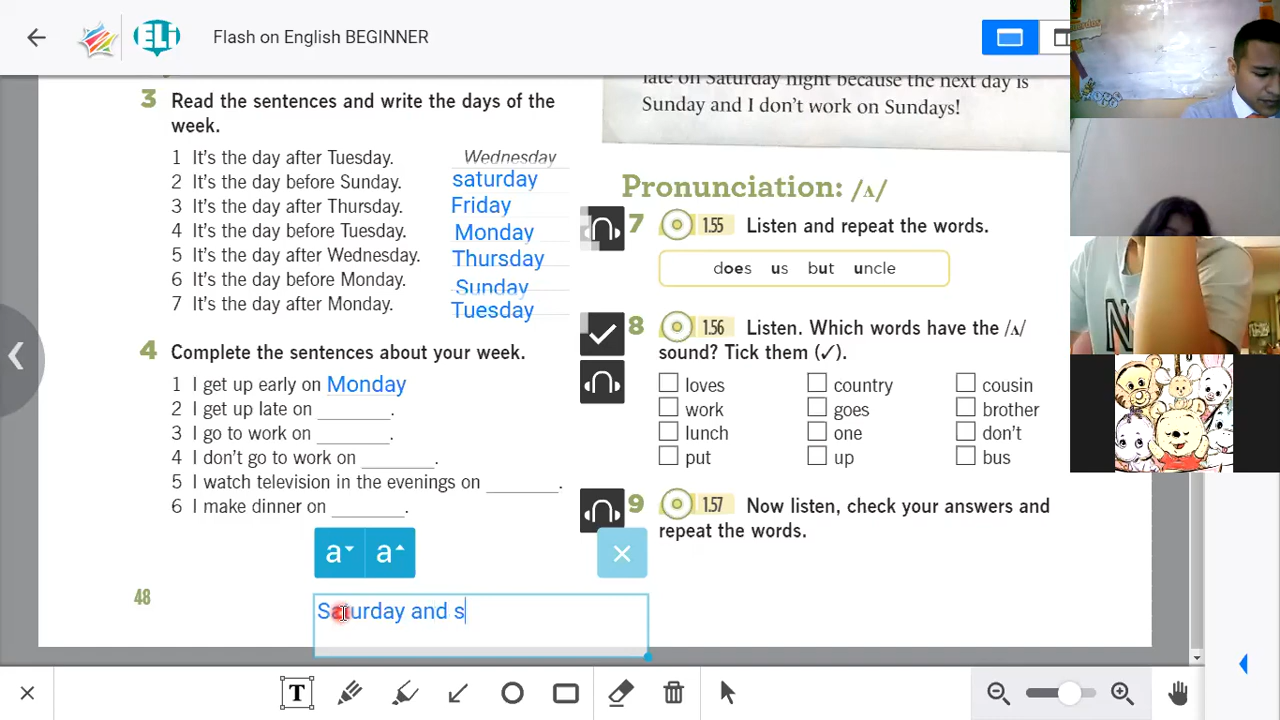 ELi
Flash on English BEGINNER
3 Read the sentences and write the days of the
week.
1 It's the day after Tuesday. Wednesday
2 It's the day before Sunday. saturday
3 It's the day after Thursday. Friday
4 It's the day before Tuesday. Monday
5 It's the day after Wednesday. Thursday
6 It's the day before Monday. Sunday
7 It's the day after Monday. Tuesday
4 Complete the sentences about your week.
1 I get up early on Monday
2 I get up late on ________.
3 I go to work on ________.
4 I don't go to work on ________.
5 I watch television in the evenings on ________.
6 I make dinner on ________.
a a
Saturday and s
48
late on Saturday night because the next day is
Sunday and I don't work on Sundays!
Pronunciation: /ʌ/
7 1.55 Listen and repeat the words.
does us but uncle
8 1.56 Listen. Which words have the /ʌ/
sound? Tick them (✓).
loves country cousin
work goes brother
lunch one don't
put up bus
9 1.57 Now listen, check your answers and
repeat the words.
T
N